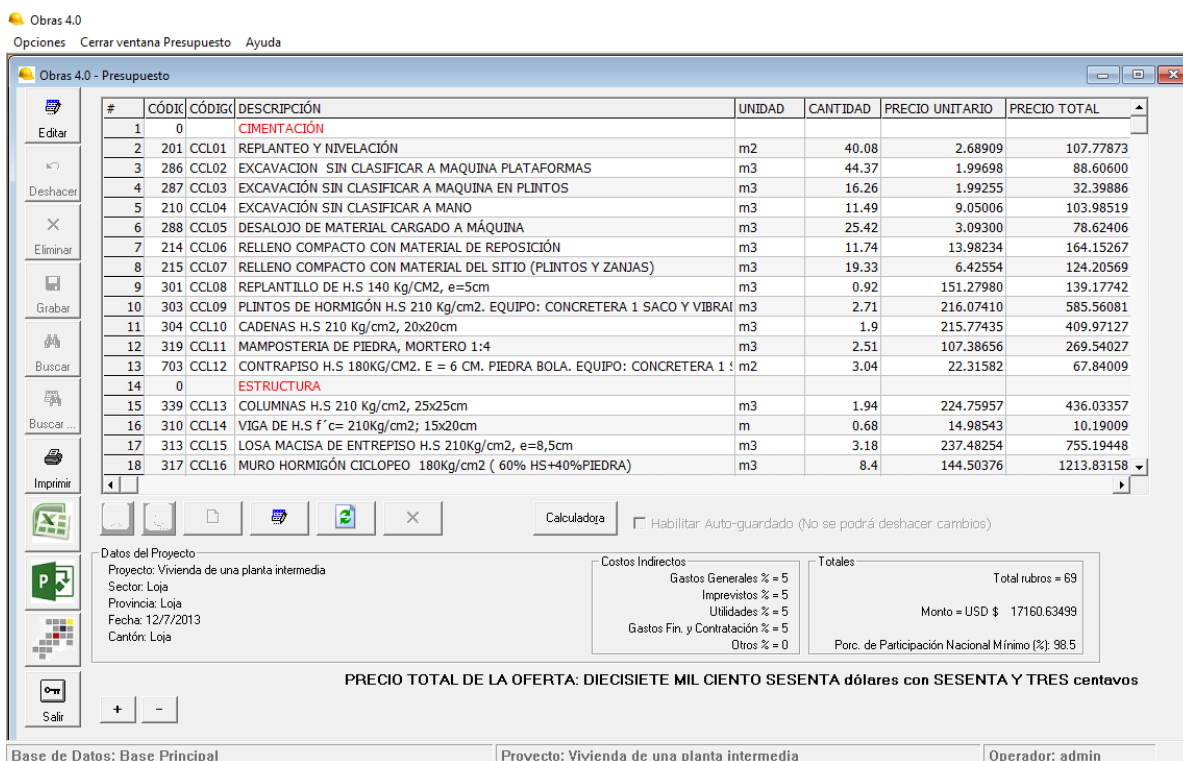 Obras 4.0
Opciones Cerrar ventana Presupuesto Ayuda
Obras 4.0 - Presupuesto
Editar
Deshacer
Eliminar
Grabar
Buscar
Buscar ...
Imprimir
Salir
# CÓDIG CÓDIG( DESCRIPCIÓN UNIDAD CANTIDAD PRECIO UNITARIO PRECIO TOTAL
1 0 CIMENTACIÓN
2 201 CCL01 REPLANTEO Y NIVELACIÓN m2 40.08 2.68909 107.77873
3 286 CCL02 EXCAVACION SIN CLASIFICAR A MAQUINA PLATAFORMAS m3 44.37 1.99698 88.60600
4 287 CCL03 EXCAVACIÓN SIN CLASIFICAR A MAQUINA EN PLINTOS m3 16.26 1.99255 32.39886
5 210 CCL04 EXCAVACIÓN SIN CLASIFICAR A MANO m3 11.49 9.05006 103.98519
6 288 CCL05 DESALOJO DE MATERIAL CARGADO A MÁQUINA m3 25.42 3.09300 78.62406
7 214 CCL06 RELLENO COMPACTO CON MATERIAL DE REPOSICIÓN m3 11.74 13.98234 164.15267
8 215 CCL07 RELLENO COMPACTO CON MATERIAL DEL SITIO (PLINTOS Y ZANJAS) m3 19.33 6.42554 124.20569
9 301 CCL08 REPLANTILLO DE H.S 140 Kg/CM2, e=5cm m3 0.92 151.27980 139.17742
10 303 CCL09 PLINTOS DE HORMIGÓN H.S 210 Kg/cm2. EQUIPO: CONCRETERA 1 SACO Y VIBRAD m3 2.71 216.07410 585.56081
11 304 CCL10 CADENAS H.S 210 Kg/cm2, 20x20cm m3 1.9 215.77435 409.97127
12 319 CCL11 MAMPOSTERIA DE PIEDRA, MORTERO 1:4 m3 2.51 107.38656 269.54027
13 703 CCL12 CONTRAPISO H.S 180KG/CM2. E = 6 CM. PIEDRA BOLA. EQUIPO: CONCRETERA 1 S m2 3.04 22.31582 67.84009
14 0 ESTRUCTURA
15 339 CCL13 COLUMNAS H.S 210 Kg/cm2, 25x25cm m3 1.94 224.75957 436.03357
16 310 CCL14 VIGA DE H.S f´c= 210Kg/cm2; 15x20cm m 0.68 14.98543 10.19009
17 313 CCL15 LOSA MACISA DE ENTREPISO H.S 210Kg/cm2, e=8,5cm m3 3.18 237.48254 755.19448
18 317 CCL16 MURO HORMIGÓN CICLOPEO 180Kg/cm2 ( 60% HS+40%PIEDRA) m3 8.4 144.50376 1213.83158
Calculadora Habilitar Auto-guardado (No se podrá deshacer cambios)
Datos del Proyecto
Proyecto: Vivienda de una planta intermedia
Sector: Loja
Provincia: Loja
Fecha: 12/7/2013
Cantón: Loja
Costos Indirectos
Gastos Generales % = 5
Imprevistos % = 5
Utilidades % = 5
Gastos Fin. y Contratación % = 5
Otros % = 0
Totales
Total rubros = 69
Monto = USD $ 17160.63499
Porc. de Participación Nacional Mínimo (%): 98.5
PRECIO TOTAL DE LA OFERTA: DIECISIETE MIL CIENTO SESENTA dólares con SESENTA Y TRES centavos
+ -
Base de Datos: Base Principal Proyecto: Vivienda de una planta intermedia Operador: admin